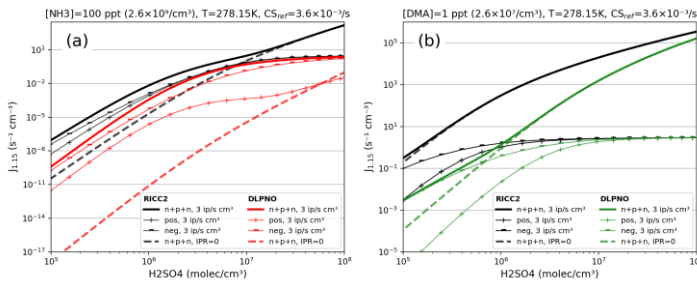 [NH3]=100 ppt (2.6×10⁹/cm³), T=278.15K, CS_ref=3.6×10⁻³/s
(a)
J₁.₁₅ (s⁻¹ cm⁻³)
10¹
10⁻²
10⁻⁵
10⁻⁸
10⁻¹¹
10⁻¹⁴
10⁻¹⁷
RICC2 DLPNO
n+p+n, 3 ip/s cm³ n+p+n, 3 ip/s cm³
pos, 3 ip/s cm³ pos, 3 ip/s cm³
neg, 3 ip/s cm³ neg, 3 ip/s cm³
n+p+n, IPR=0 n+p+n, IPR=0
10⁵ 10⁶ 10⁷ 10⁸
H2SO4 (molec/cm³)
[DMA]=1 ppt (2.6×10⁷/cm³), T=278.15K, CS_ref=3.6×10⁻³/s
(b)
J₁.₁₅ (s⁻¹ cm⁻³)
10⁵
10³
10¹
10⁻¹
10⁻³
10⁻⁵
RICC2 DLPNO
n+p+n, 3 ip/s cm³ n+p+n, 3 ip/s cm³
pos, 3 ip/s cm³ pos, 3 ip/s cm³
neg, 3 ip/s cm³ neg, 3 ip/s cm³
n+p+n, IPR=0 n+p+n, IPR=0
10⁵ 10⁶ 10⁷ 10⁸
H2SO4 (molec/cm³)